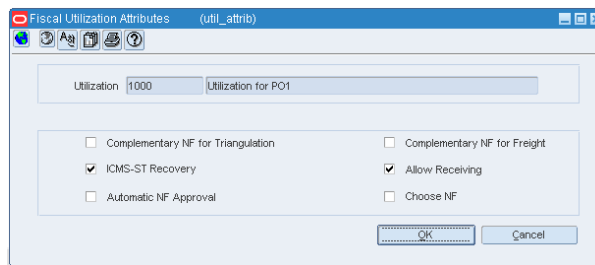 Fiscal Utilization Attributes (util_attrib)
Utilization 1000 Utilization for PO1
Complementary NF for Triangulation Complementary NF for Freight
ICMS-ST Recovery Allow Receiving
Automatic NF Approval Choose NF
OK Cancel